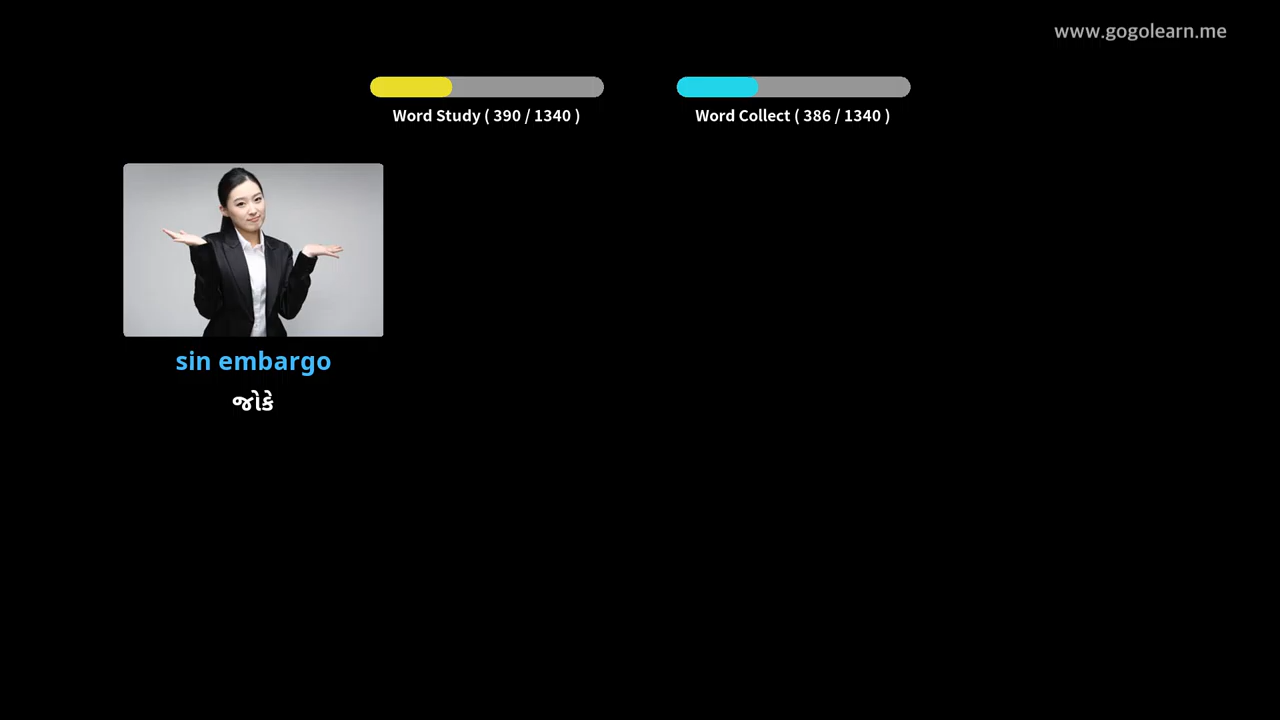 www.gogolearn.me
Word Study ( 390 / 1340 )
Word Collect ( 386 / 1340 )
sin embargo
જોકે